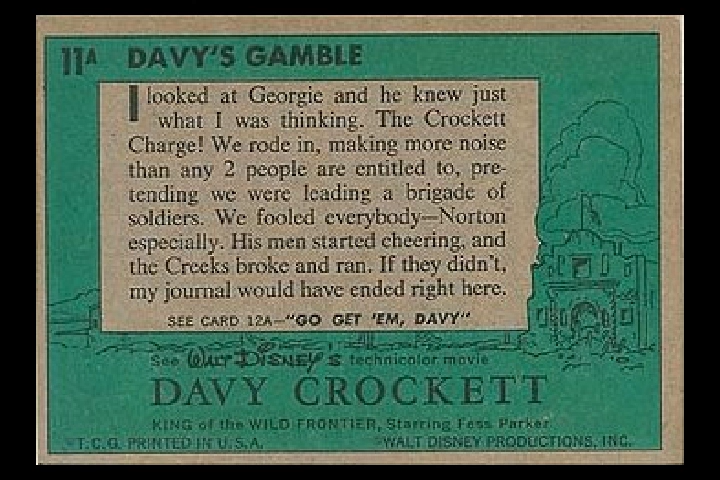 11A DAVY'S GAMBLE
I looked at Georgie and he knew just
what I was thinking. The Crockett
Charge! We rode in, making more noise
than any 2 people are entitled to, pre-
tending we were leading a brigade of
soldiers. We fooled everybody—Norton
especially. His men started cheering, and
the Creeks broke and ran. If they didn't,
my journal would have ended right here.
SEE CARD 12A—"GO GET 'EM, DAVY"
See WALT DISNEY'S technicolor movie
DAVY CROCKETT
KING of the WILD FRONTIER, Starring Fess Parker
©T.C.G. PRINTED IN U.S.A. ©WALT DISNEY PRODUCTIONS, INC.